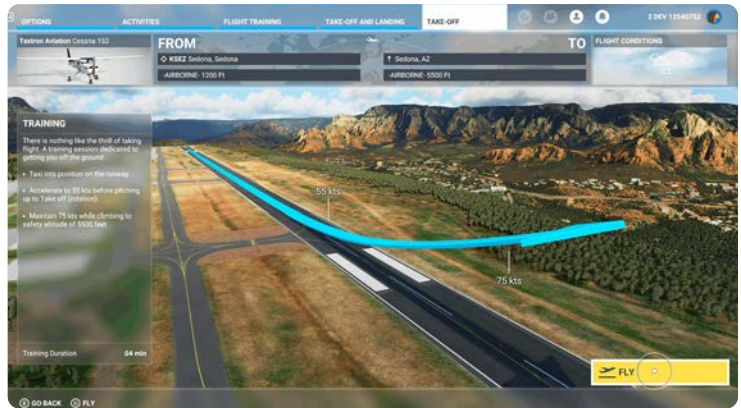 OPTIONS
ACTIVITIES
FLIGHT TRAINING
TAKE-OFF AND LANDING
TAKE-OFF
2 DEV 12540753
Textron Aviation Cessna 152
FROM
TO
FLIGHT CONDITIONS
KSEZ Sedona, Sedona
Sedona, AZ
-AIRBORNE- 1200 Ft
-AIRBORNE- 5500 Ft
TRAINING
There is nothing like the thrill of taking
flight. A training session dedicated to
getting you off the ground.
• Taxi into position on the runway
• Accelerate to 55 kts before pitching
up to Take off (rotation)
• Maintain 75 kts while climbing to
safety altitude of 5500 feet
55 kts
75 kts
Training Duration
04 min
FLY
GO BACK
FLY